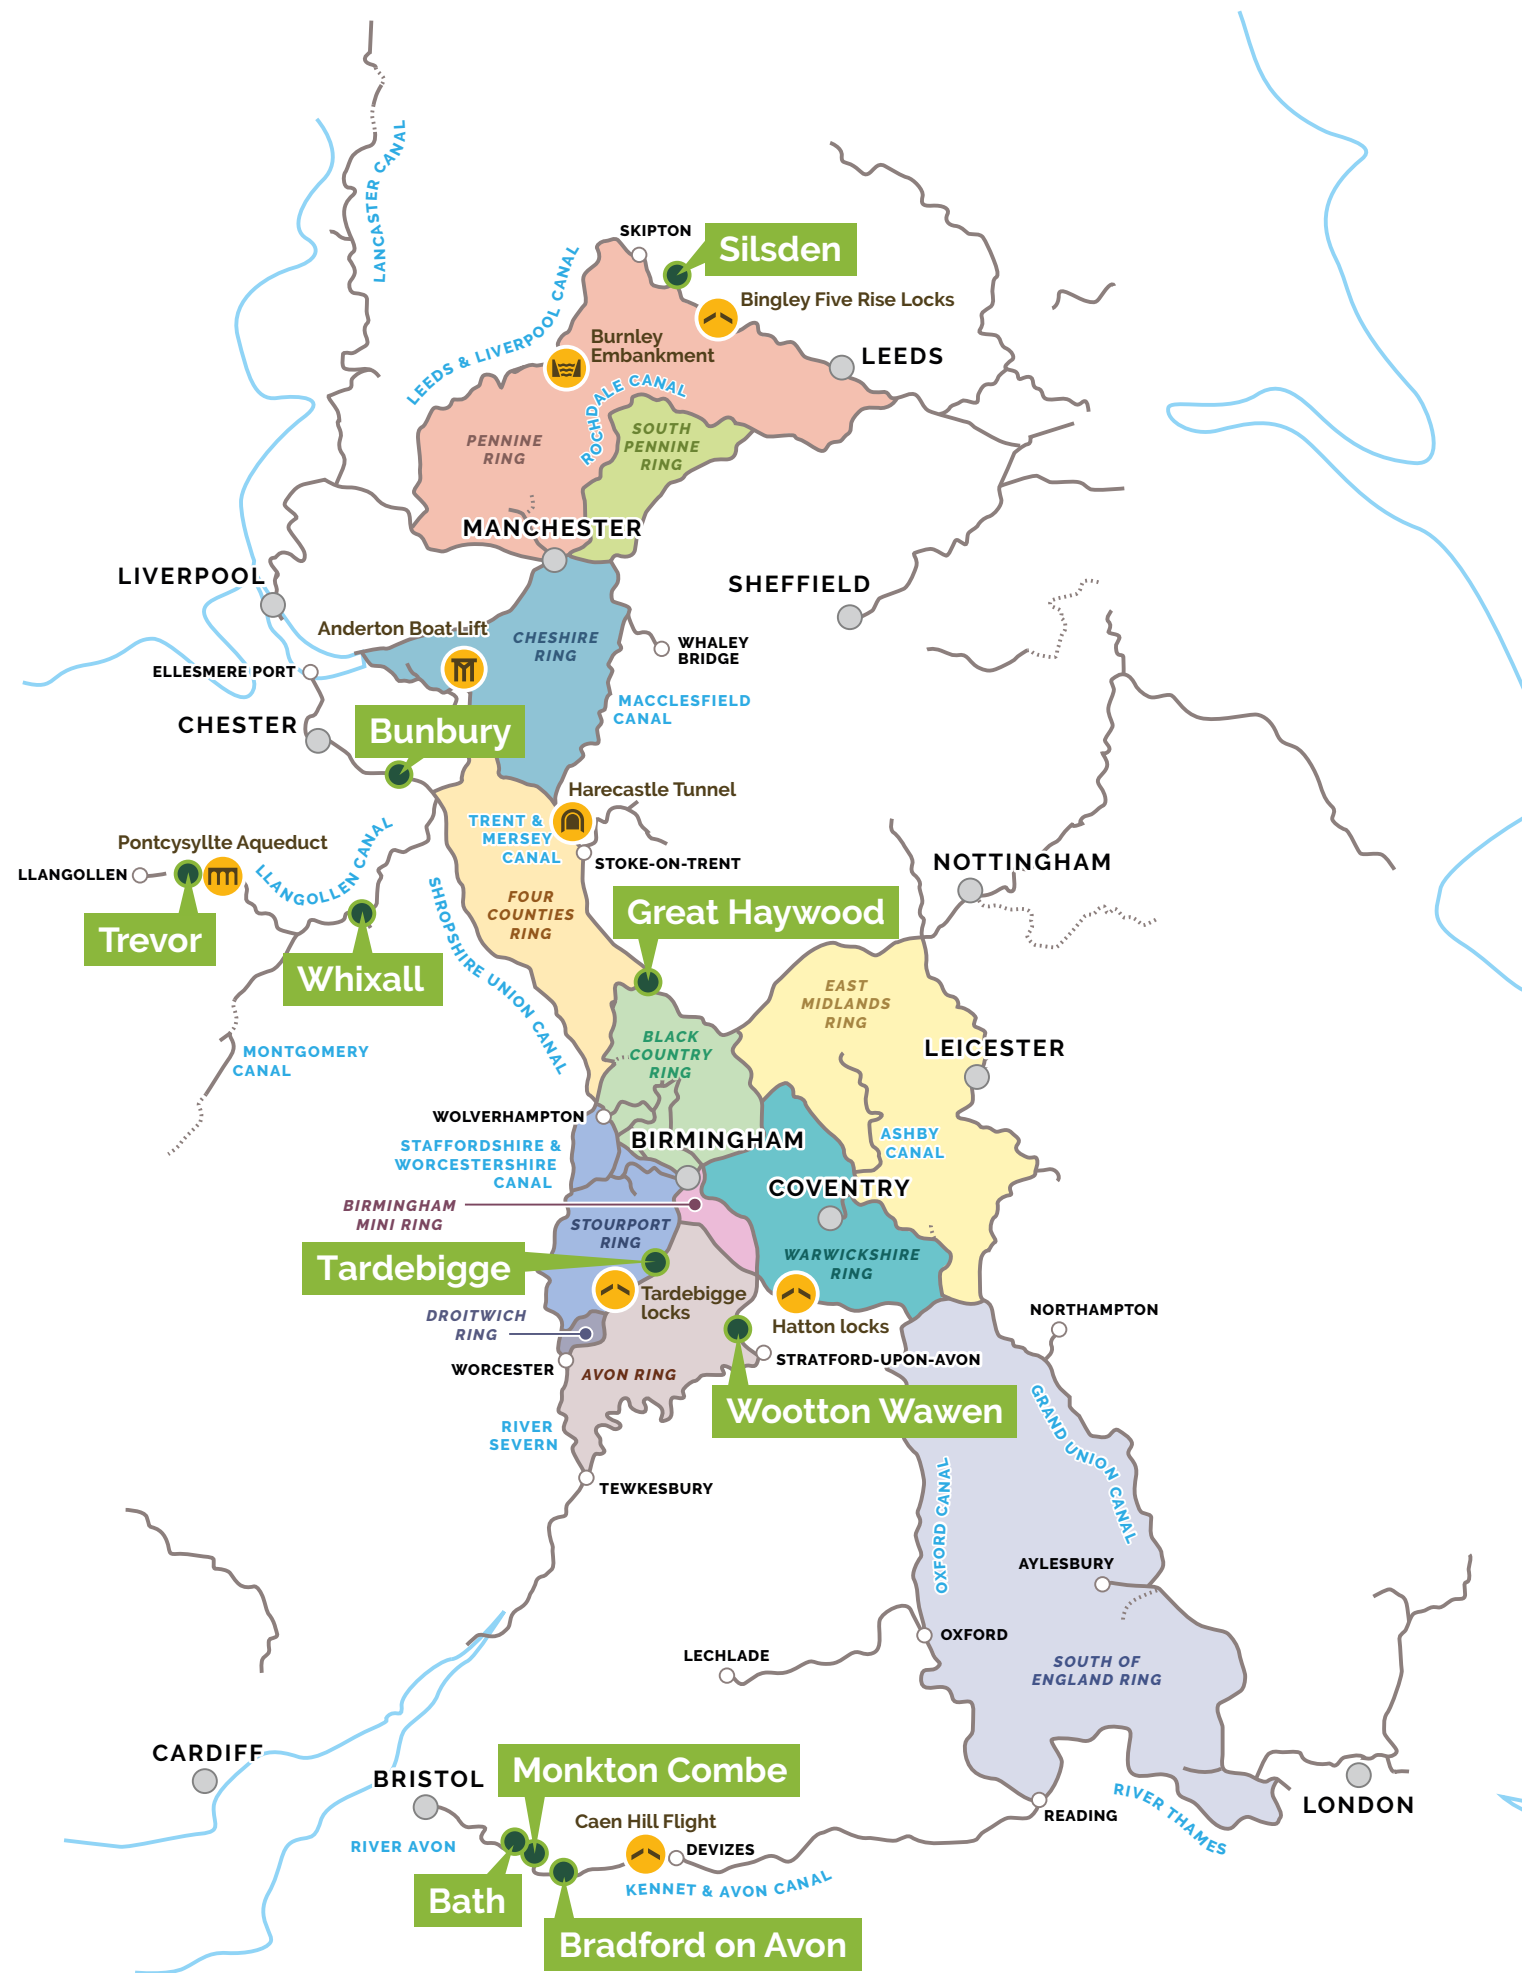 LANCASTER CANAL
SKIPTON
Silsden
Bingley Five Rise Locks
LEEDS & LIVERPOOL CANAL
Burnley
Embankment
LEEDS
ROCHDALE CANAL
PENNINE
RING
SOUTH
PENNINE
RING
MANCHESTER
LIVERPOOL
SHEFFIELD
Anderton Boat Lift
CHESHIRE
RING
WHALEY
BRIDGE
ELLESMERE PORT
MACCLESFIELD
CANAL
CHESTER
Bunbury
Harecastle Tunnel
TRENT &
MERSEY
CANAL
Pontcysyllte Aqueduct
LLANGOLLEN CANAL
STOKE-ON-TRENT
NOTTINGHAM
LLANGOLLEN
FOUR
COUNTIES
RING
Great Haywood
SHROPSHIRE UNION CANAL
Trevor
Whixall
EAST
MIDLANDS
RING
BLACK
COUNTRY
RING
LEICESTER
MONTGOMERY
CANAL
WOLVERHAMPTON
BIRMINGHAM
ASHBY
CANAL
STAFFORDSHIRE &
WORCESTERSHIRE
CANAL
COVENTRY
BIRMINGHAM
MINI RING
STOURPORT
RING
WARWICKSHIRE
RING
Tardebigge
Tardebigge
locks
DROITWICH
RING
Hatton locks
NORTHAMPTON
WORCESTER
AVON RING
STRATFORD-UPON-AVON
Wootton Wawen
GRAND UNION CANAL
RIVER
SEVERN
TEWKESBURY
OXFORD CANAL
AYLESBURY
OXFORD
LECHLADE
SOUTH OF
ENGLAND RING
CARDIFF
BRISTOL
Monkton Combe
LONDON
READING
RIVER THAMES
Caen Hill Flight
RIVER AVON
DEVIZES
KENNET & AVON CANAL
Bath
Bradford on Avon